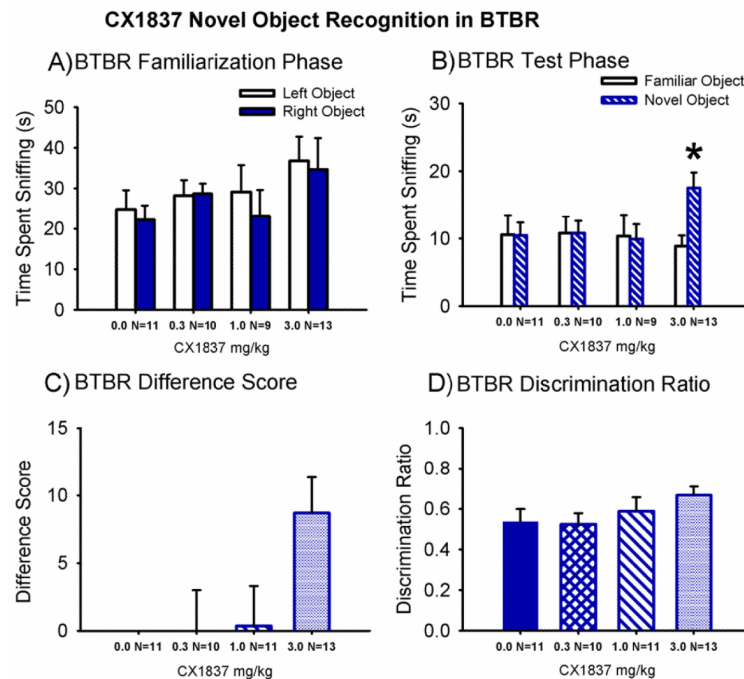 CX1837 Novel Object Recognition in BTBR
A) BTBR Familiarization Phase
Left Object
Right Object
Time Spent Sniffing (s)
50
40
30
20
10
0
0.0 N=11 0.3 N=10 1.0 N=9 3.0 N=13
CX1837 mg/kg
B) BTBR Test Phase
Familiar Object
Novel Object
Time Spent Sniffing (s)
30
20
10
0
*
0.0 N=11 0.3 N=10 1.0 N=9 3.0 N=13
CX1837 mg/kg
C) BTBR Difference Score
Difference Score
15
10
5
0
0.0 N=11 0.3 N=10 1.0 N=11 3.0 N=13
CX1837 mg/kg
D) BTBR Discrimination Ratio
Discrimination Ratio
1.0
0.8
0.6
0.4
0.2
0.0
0.0 N=11 0.3 N=10 1.0 N=11 3.0 N=13
CX1837 mg/kg